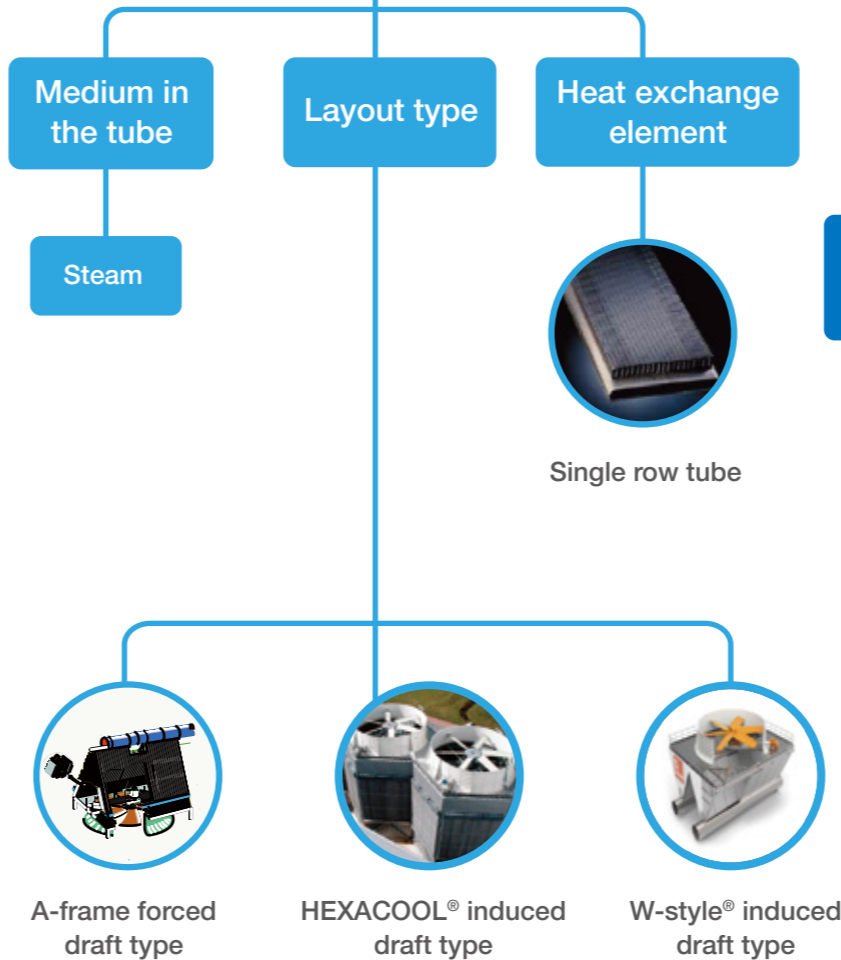 Medium in
the tube
Layout type
Heat exchange
element
Steam
Single row tube
A-frame forced
draft type
HEXACOOL® induced
draft type
W-style® induced
draft type